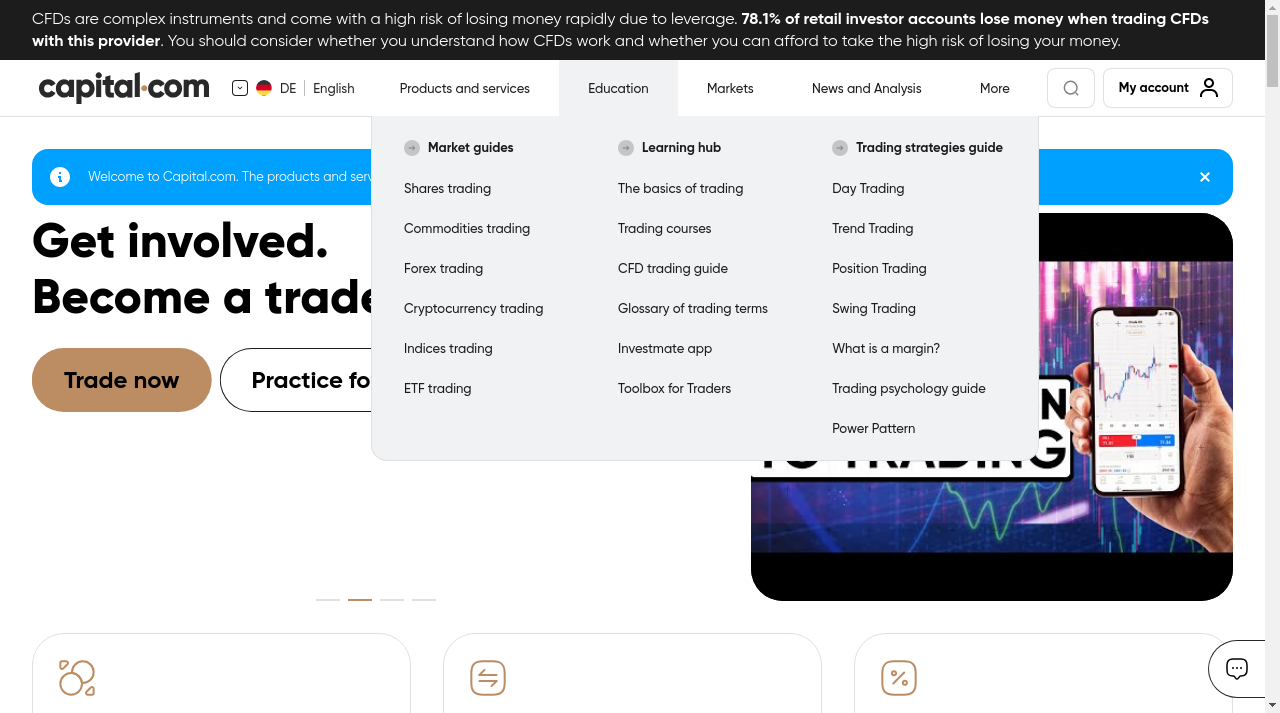 CFDs are complex instruments and come with a high risk of losing money rapidly due to leverage. 78.1% of retail investor accounts lose money when trading CFDs
with this provider. You should consider whether you understand how CFDs work and whether you can afford to take the high risk of losing your money.
capital.com
DE English
Products and services
Education
Markets
News and Analysis
More
My account
Market guides
Shares trading
Commodities trading
Forex trading
Cryptocurrency trading
Indices trading
ETF trading
Learning hub
The basics of trading
Trading courses
CFD trading guide
Glossary of trading terms
Investmate app
Toolbox for Traders
Trading strategies guide
Day Trading
Trend Trading
Position Trading
Swing Trading
What is a margin?
Trading psychology guide
Power Pattern
Welcome to Capital.com. The products and serv
Get involved.
Become a trade
Trade now
Practice fo
TO TRADING